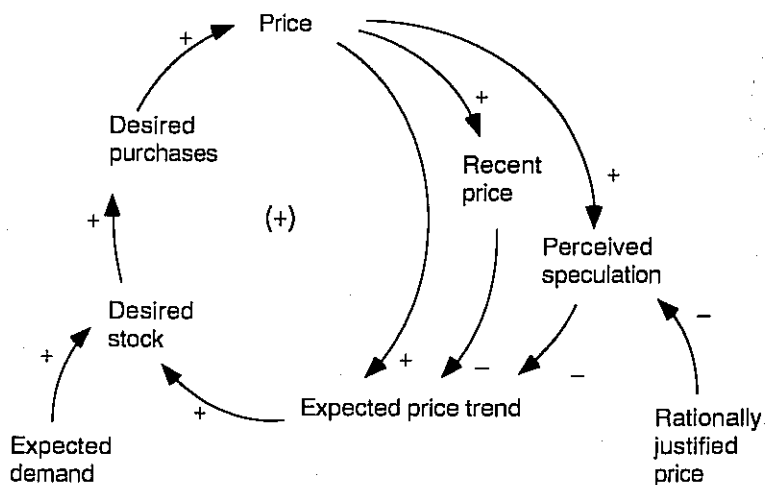 Price
+
+
+
Desired
purchases
Recent
price
(+)
+
+
Perceived
speculation
Desired
stock
−
+
+
−
−
Expected price trend
+
Expected
demand
Rationally
justified
price